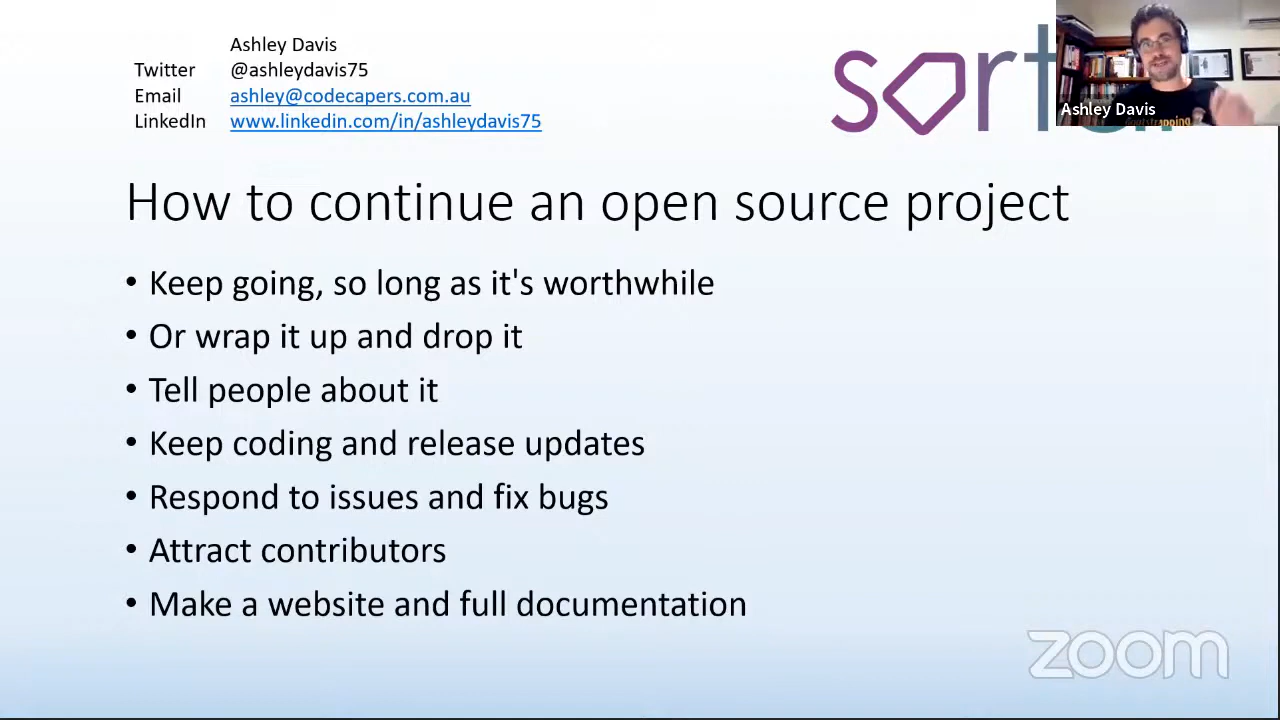 Ashley Davis
Twitter @ashleydavis75
Email ashley@codecapers.com.au
LinkedIn www.linkedin.com/in/ashleydavis75
Ashley Davis
How to continue an open source project
• Keep going, so long as it's worthwhile
• Or wrap it up and drop it
• Tell people about it
• Keep coding and release updates
• Respond to issues and fix bugs
• Attract contributors
• Make a website and full documentation
zoom